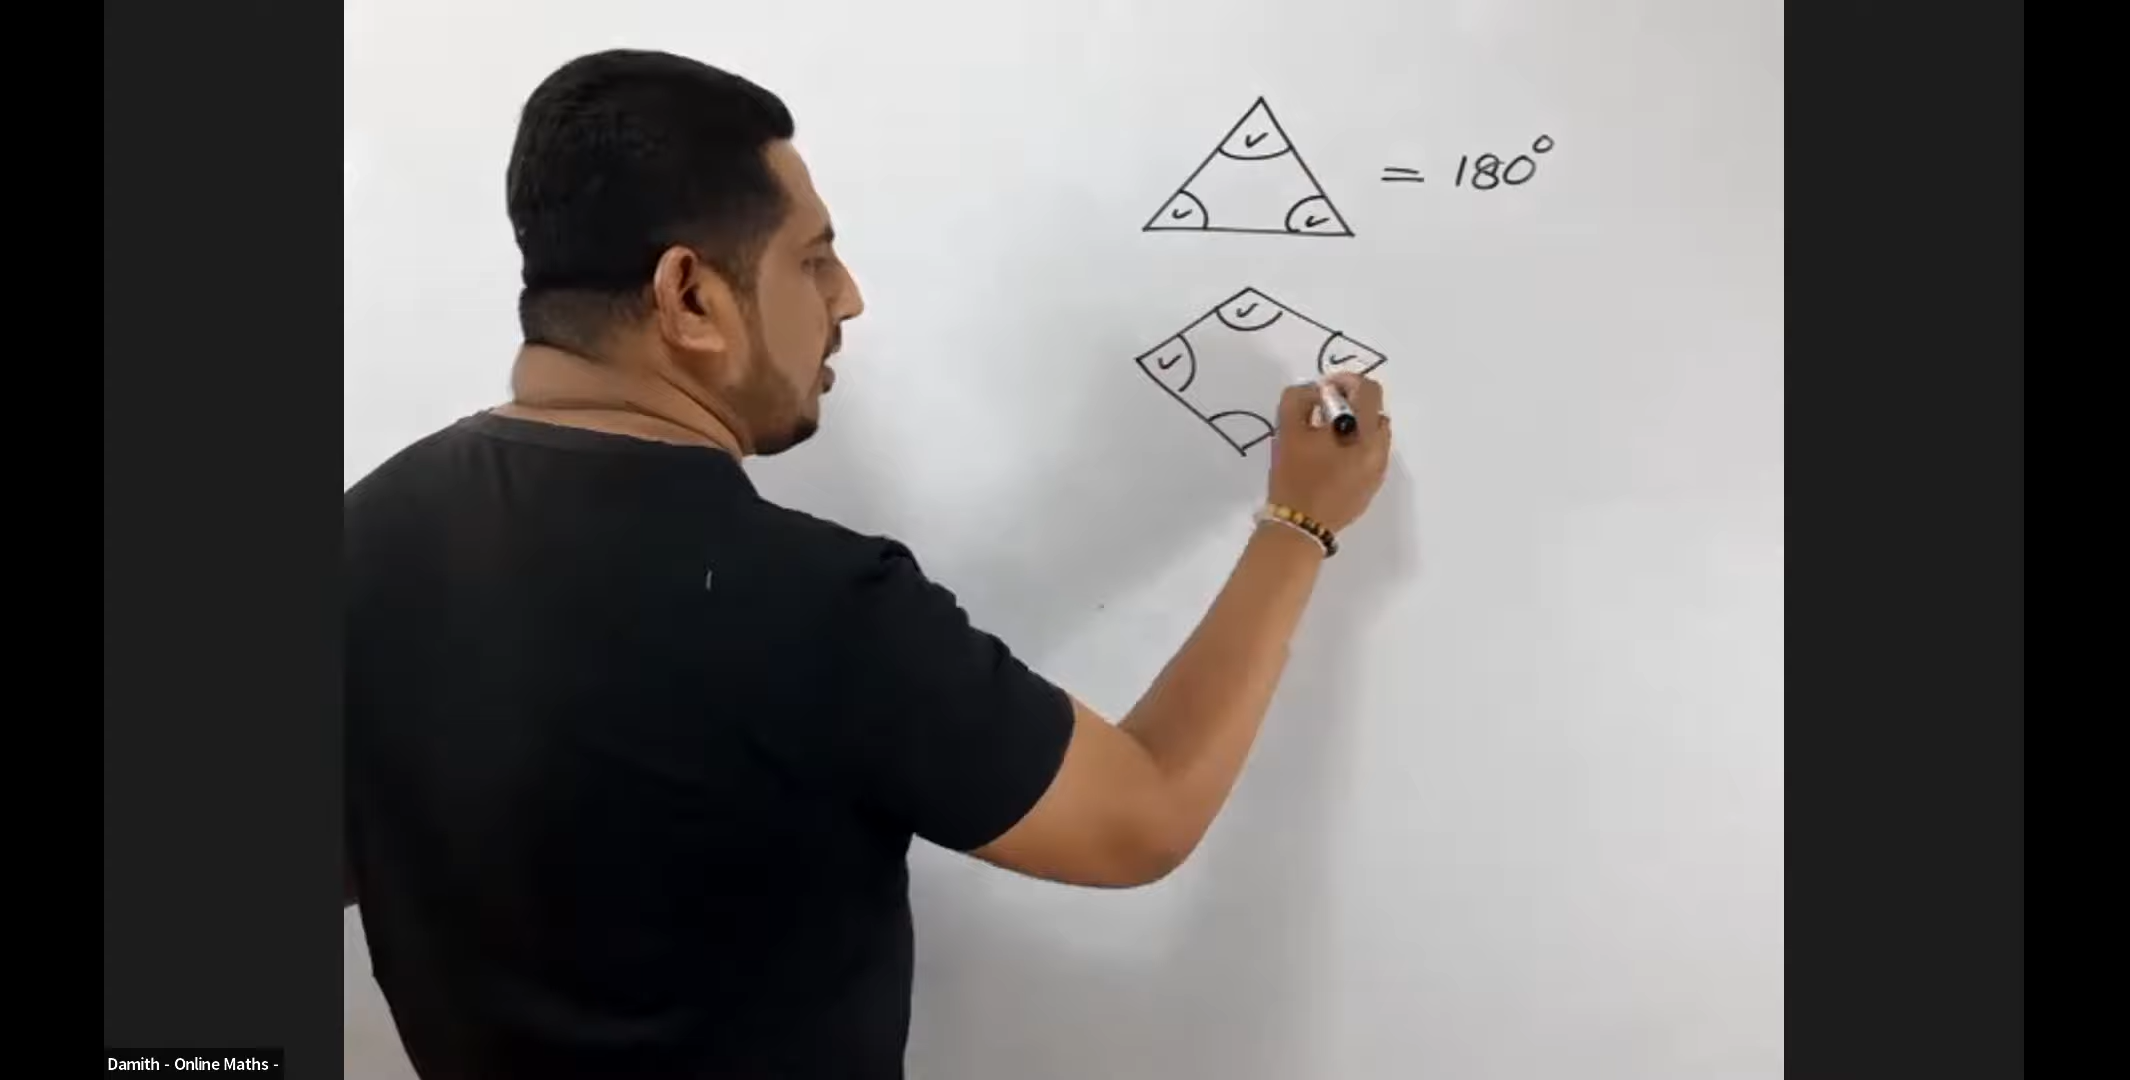 = 180°
Damith - Online Maths -